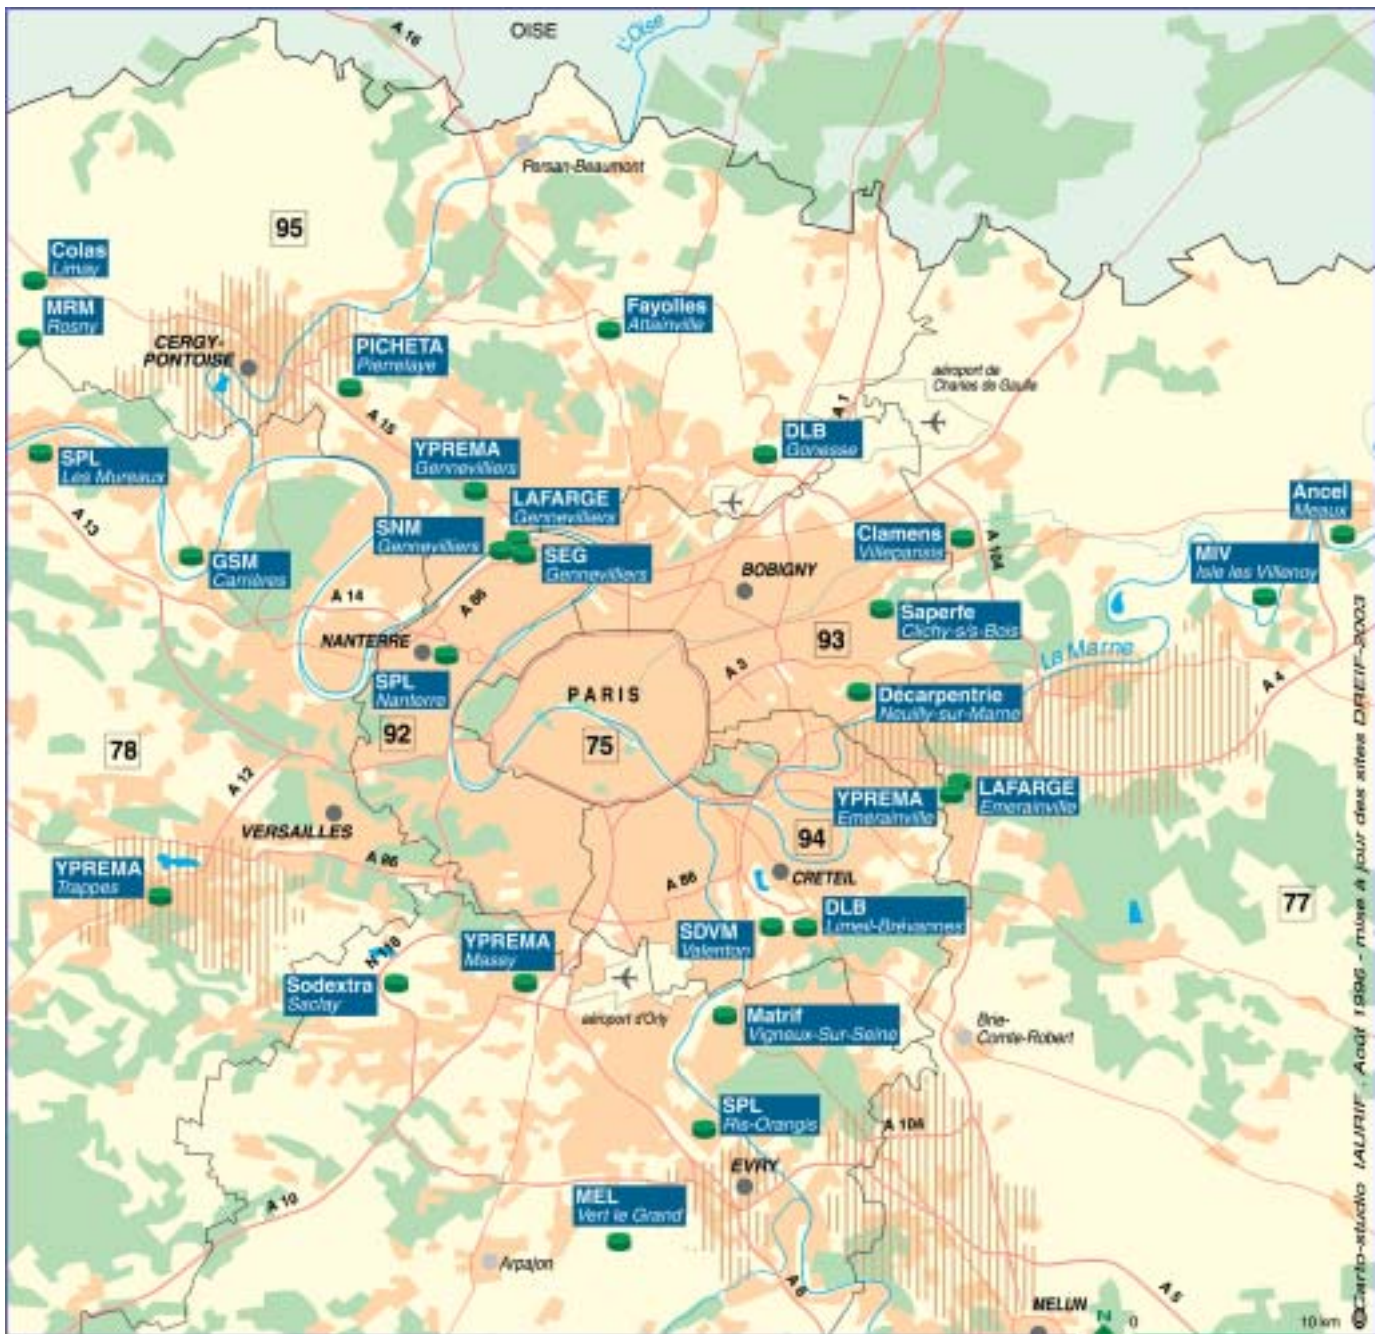 OISE
A 16
L'Oise
Persan-Beaumont
95
Colas
Limay
MRM
Rosny
CERGY-
PONTOISE
PICHETA
Pierrelaye
Fayolles
Attainville
aéroport de
Charles de Gaulle
A 1
A 15
DLB
Gonesse
SPL
Les Mureaux
YPREMA
Gennevilliers
LAFARGE
Gennevilliers
Ancel
Meaux
A 13
SNM
Gennevilliers
SEG
Gennevilliers
Clamens
Villeparisis
A 104
MIV
Isle les Villenoy
GSM
Carrières
A 14
A 86
BOBIGNY
Saperfe
Clichy-s/s-Bois
NANTERRE
93
La Marne
A 3
SPL
Nanterre
PARIS
Décarpentrie
Neuilly-sur-Marne
A 4
92
75
78
A 12
YPREMA
Emerainville
LAFARGE
Emerainville
VERSAILLES
94
YPREMA
Trappes
A 86
A 86
CRETEIL
77
SDVM
Valenton
DLB
Limeil-Brévannes
N 118
YPREMA
Massy
Sodextra
Saclay
aéroport d'Orly
Matrif
Vigneux-Sur-Seine
Brie-
Comte-Robert
SPL
Ris-Orangis
A 104
EVRY
A 10
MEL
Vert le Grand
Arpajon
A 6
A 5
MELUN
N
0
10 km
©Carto-studio IAURIF, Août 1996 - mise à jour des sites DREIF-2003